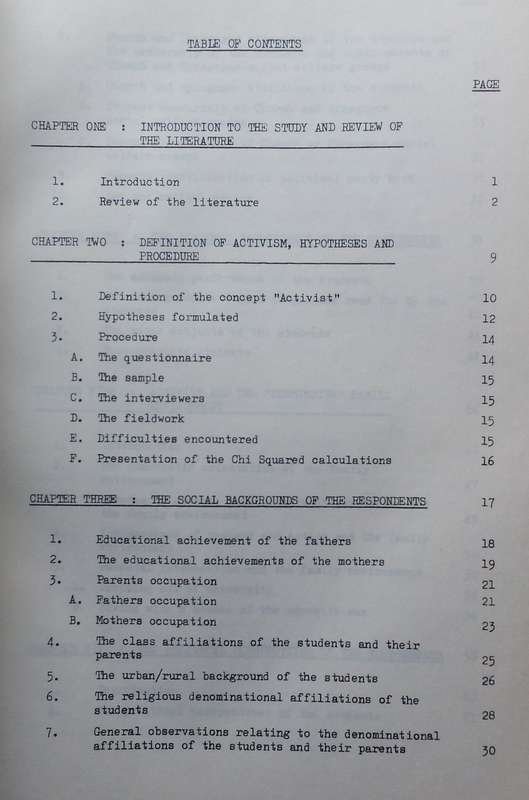 TABLE OF CONTENTS
PAGE
CHAPTER ONE : INTRODUCTION TO THE STUDY AND REVIEW OF
THE LITERATURE
1. Introduction 1
2. Review of the literature 2
CHAPTER TWO : DEFINITION OF ACTIVISM, HYPOTHESES AND
PROCEDURE 9
1. Definition of the concept "Activist" 10
2. Hypotheses formulated 12
3. Procedure 14
A. The questionnaire 14
B. The sample 15
C. The interviewers 15
D. The fieldwork 15
E. Difficulties encountered 15
F. Presentation of the Chi Squared calculations 16
CHAPTER THREE : THE SOCIAL BACKGROUNDS OF THE RESPONDENTS 17
1. Educational achievement of the fathers 18
2. The educational achievements of the mothers 19
3. Parents occupation 21
A. Fathers occupation 21
B. Mothers occupation 23
4. The class affiliations of the students and their
parents 25
5. The urban/rural background of the students 26
6. The religious denominational affiliations of the
students 28
7. General observations relating to the denominational
affiliations of the students and their parents 30